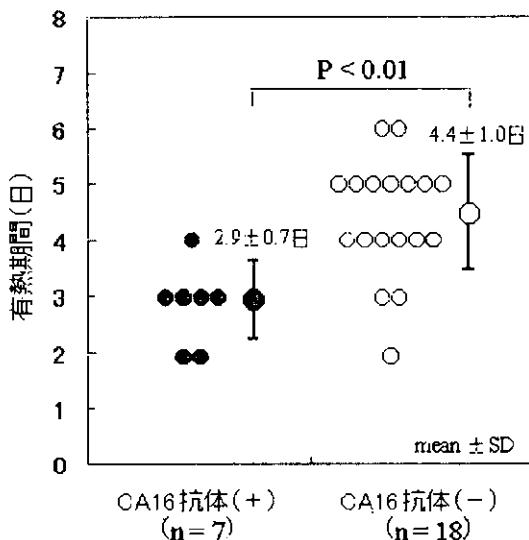 P < 0.01
4.4±1.0日
2.9±0.7日
有熱期間(日)
8
7
6
5
4
3
2
1
0
mean ±SD
CA16抗体(+)
(n=7)
CA16抗体(−)
(n=18)